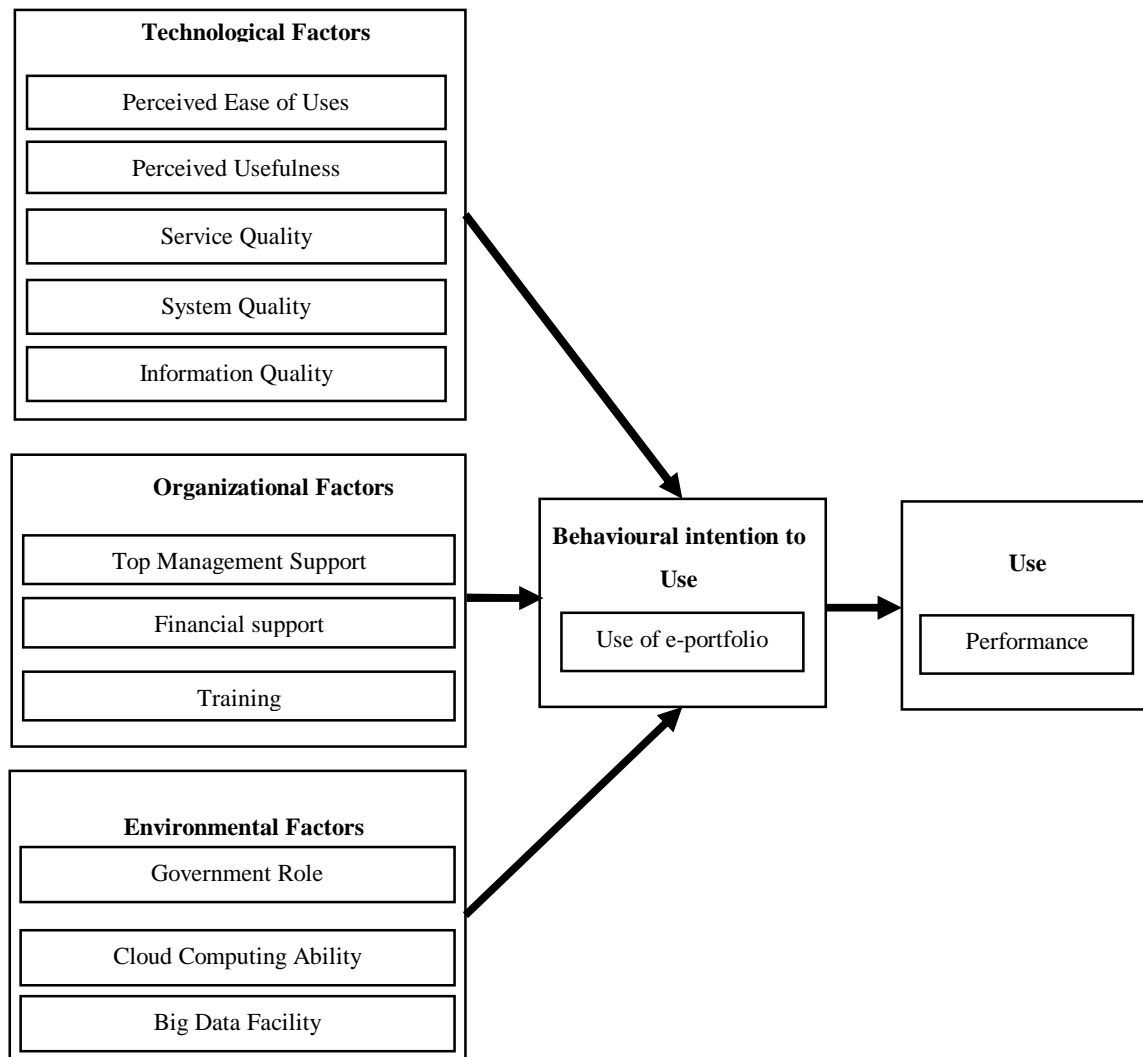 Technological Factors
Perceived Ease of Uses
Perceived Usefulness
Service Quality
System Quality
Information Quality
Organizational Factors
Top Management Support
Financial support
Training
Environmental Factors
Government Role
Cloud Computing Ability
Big Data Facility
Behavioural intention to
Use
Use of e-portfolio
Use
Performance